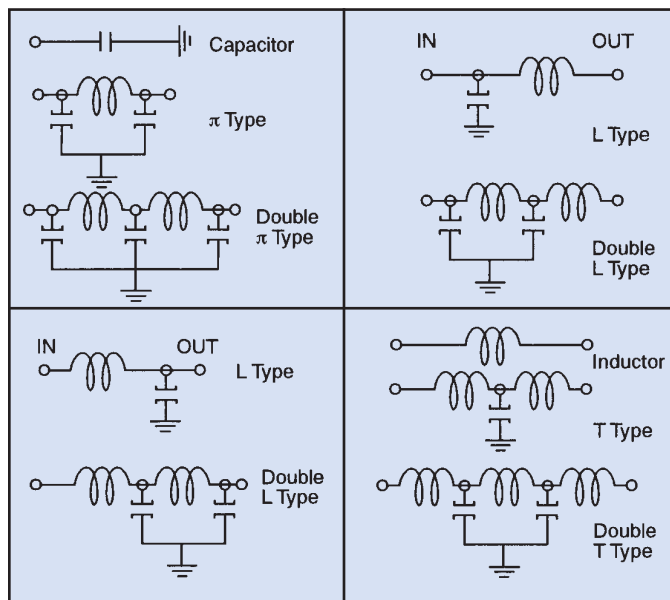 Capacitor
π Type
Double
π Type
IN OUT
L Type
Double
L Type
IN OUT
L Type
Double
L Type
Inductor
T Type
Double
T Type